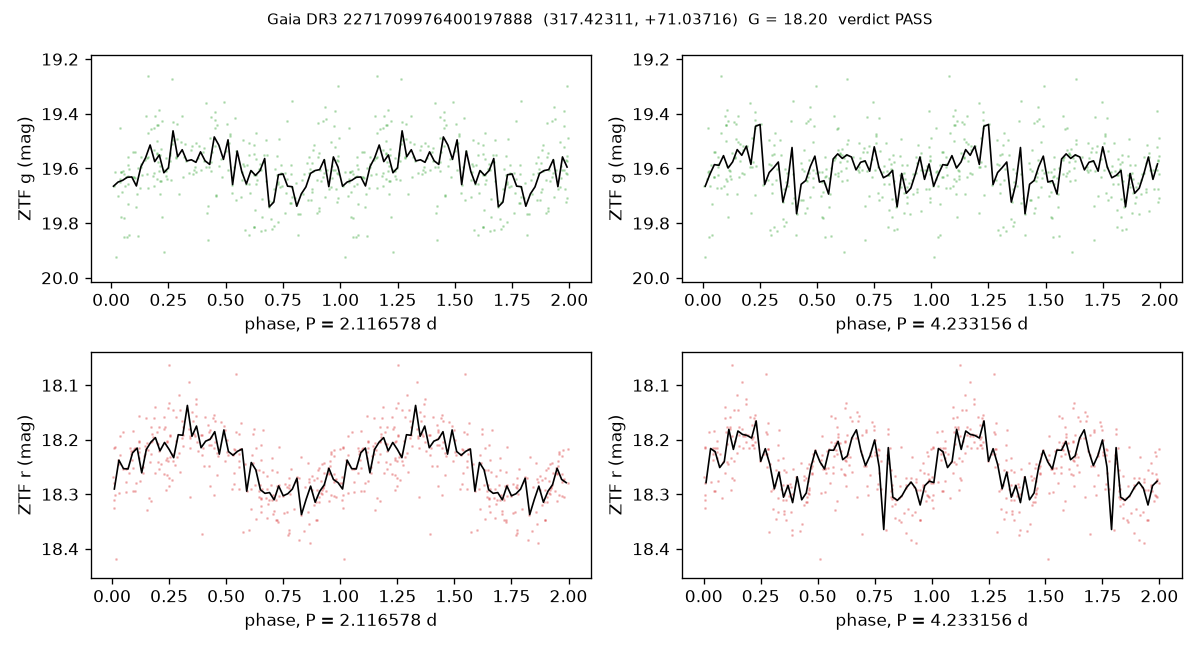 Gaia DR3 2271709976400197888  (317.42311, +71.03716)  G = 18.20  verdict PASS
19.2
19.4
19.6
19.8
20.0
ZTF g (mag)
0.00 0.25 0.50 0.75 1.00 1.25 1.50 1.75 2.00
phase, P = 2.116578 d
19.2
19.4
19.6
19.8
20.0
ZTF g (mag)
0.00 0.25 0.50 0.75 1.00 1.25 1.50 1.75 2.00
phase, P = 4.233156 d
18.1
18.2
18.3
18.4
ZTF r (mag)
0.00 0.25 0.50 0.75 1.00 1.25 1.50 1.75 2.00
phase, P = 2.116578 d
18.1
18.2
18.3
18.4
ZTF r (mag)
0.00 0.25 0.50 0.75 1.00 1.25 1.50 1.75 2.00
phase, P = 4.233156 d